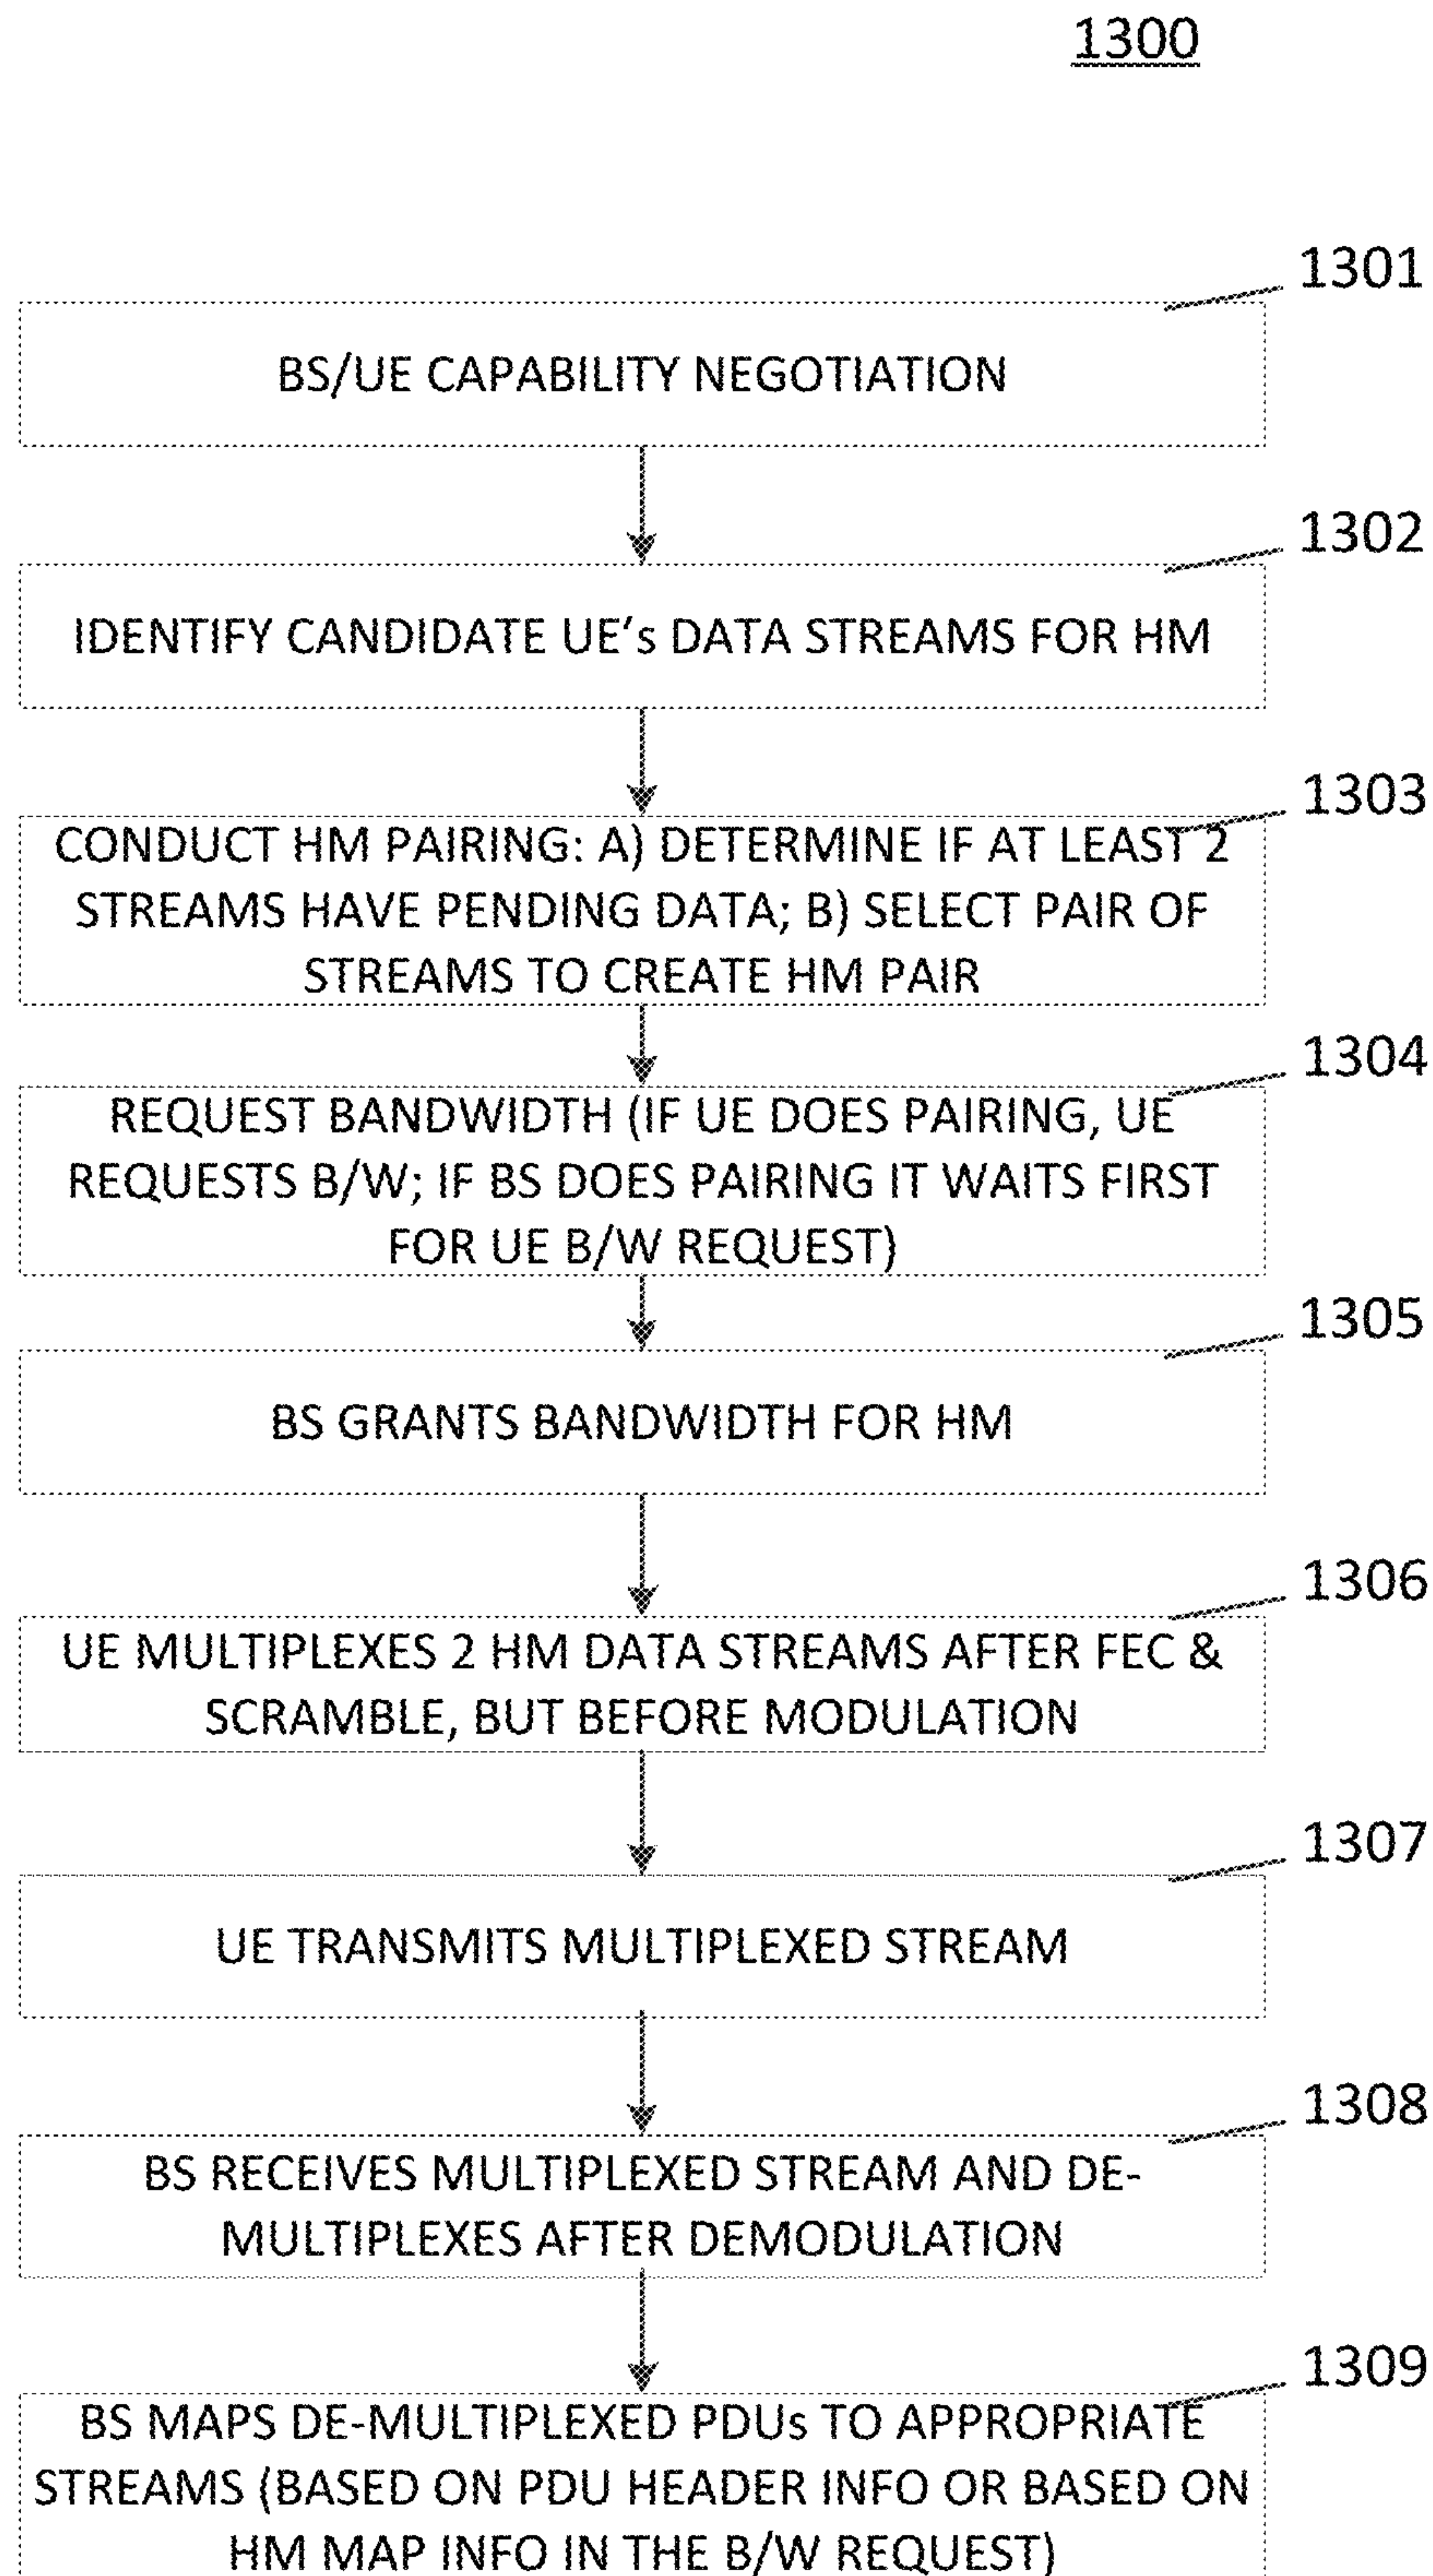 1300
1301
BS/UE CAPABILITY NEGOTIATION
1302
IDENTIFY CANDIDATE UE's DATA STREAMS FOR HM
1303
CONDUCT HM PAIRING: A) DETERMINE IF AT LEAST 2
STREAMS HAVE PENDING DATA; B) SELECT PAIR OF
STREAMS TO CREATE HM PAIR
1304
REQUEST BANDWIDTH (IF UE DOES PAIRING, UE
REQUESTS B/W; IF BS DOES PAIRING IT WAITS FIRST
FOR UE B/W REQUEST)
1305
BS GRANTS BANDWIDTH FOR HM
1306
UE MULTIPLEXES 2 HM DATA STREAMS AFTER FEC &
SCRAMBLE, BUT BEFORE MODULATION
1307
UE TRANSMITS MULTIPLEXED STREAM
1308
BS RECEIVES MULTIPLEXED STREAM AND DE-
MULTIPLEXES AFTER DEMODULATION
1309
BS MAPS DE-MULTIPLEXED PDUs TO APPROPRIATE
STREAMS (BASED ON PDU HEADER INFO OR BASED ON
HM MAP INFO IN THE B/W REQUEST)